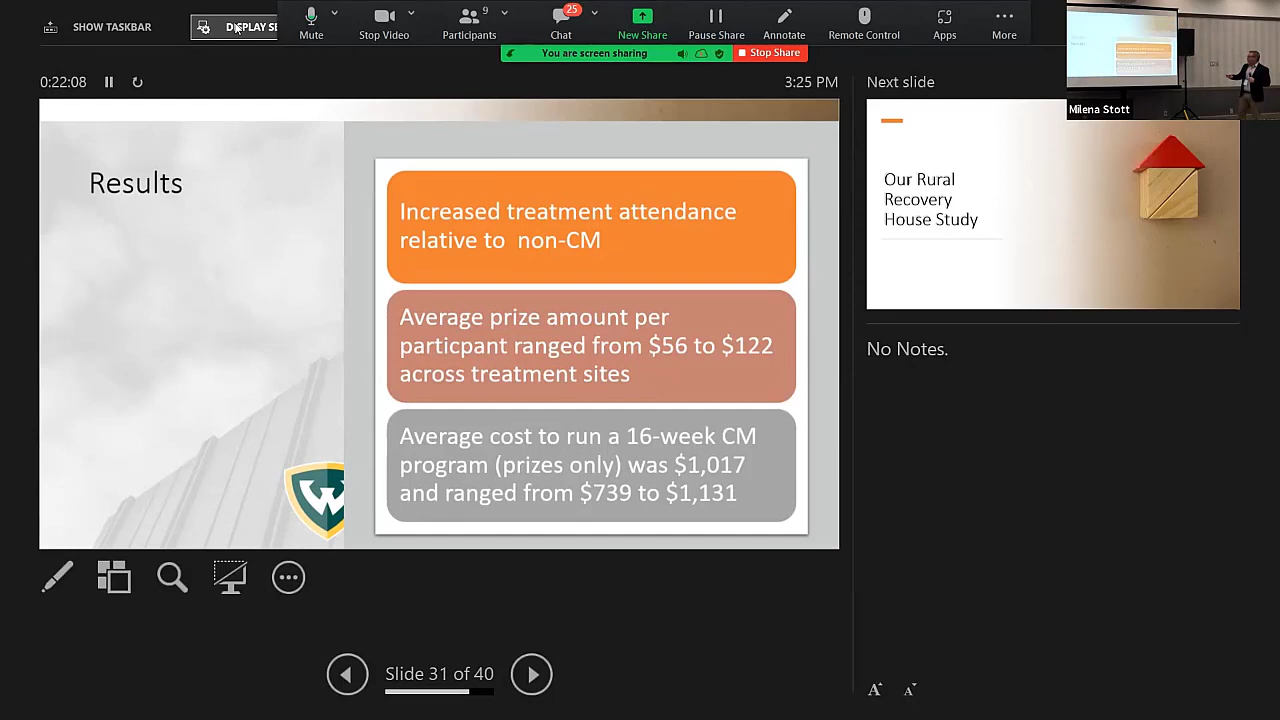 SHOW TASKBAR
DISPLAY SE
Mute
Stop Video
9
Participants
25
Chat
New Share
Pause Share
Annotate
Remote Control
Apps
More
You are screen sharing
Stop Share
Milena Stott
0:22:08
3:25 PM
Next slide
Results
Increased treatment attendance
relative to non-CM
Average prize amount per
particpant ranged from $56 to $122
across treatment sites
Average cost to run a 16-week CM
program (prizes only) was $1,017
and ranged from $739 to $1,131
W
Our Rural
Recovery
House Study
No Notes.
Slide 31 of 40
A A